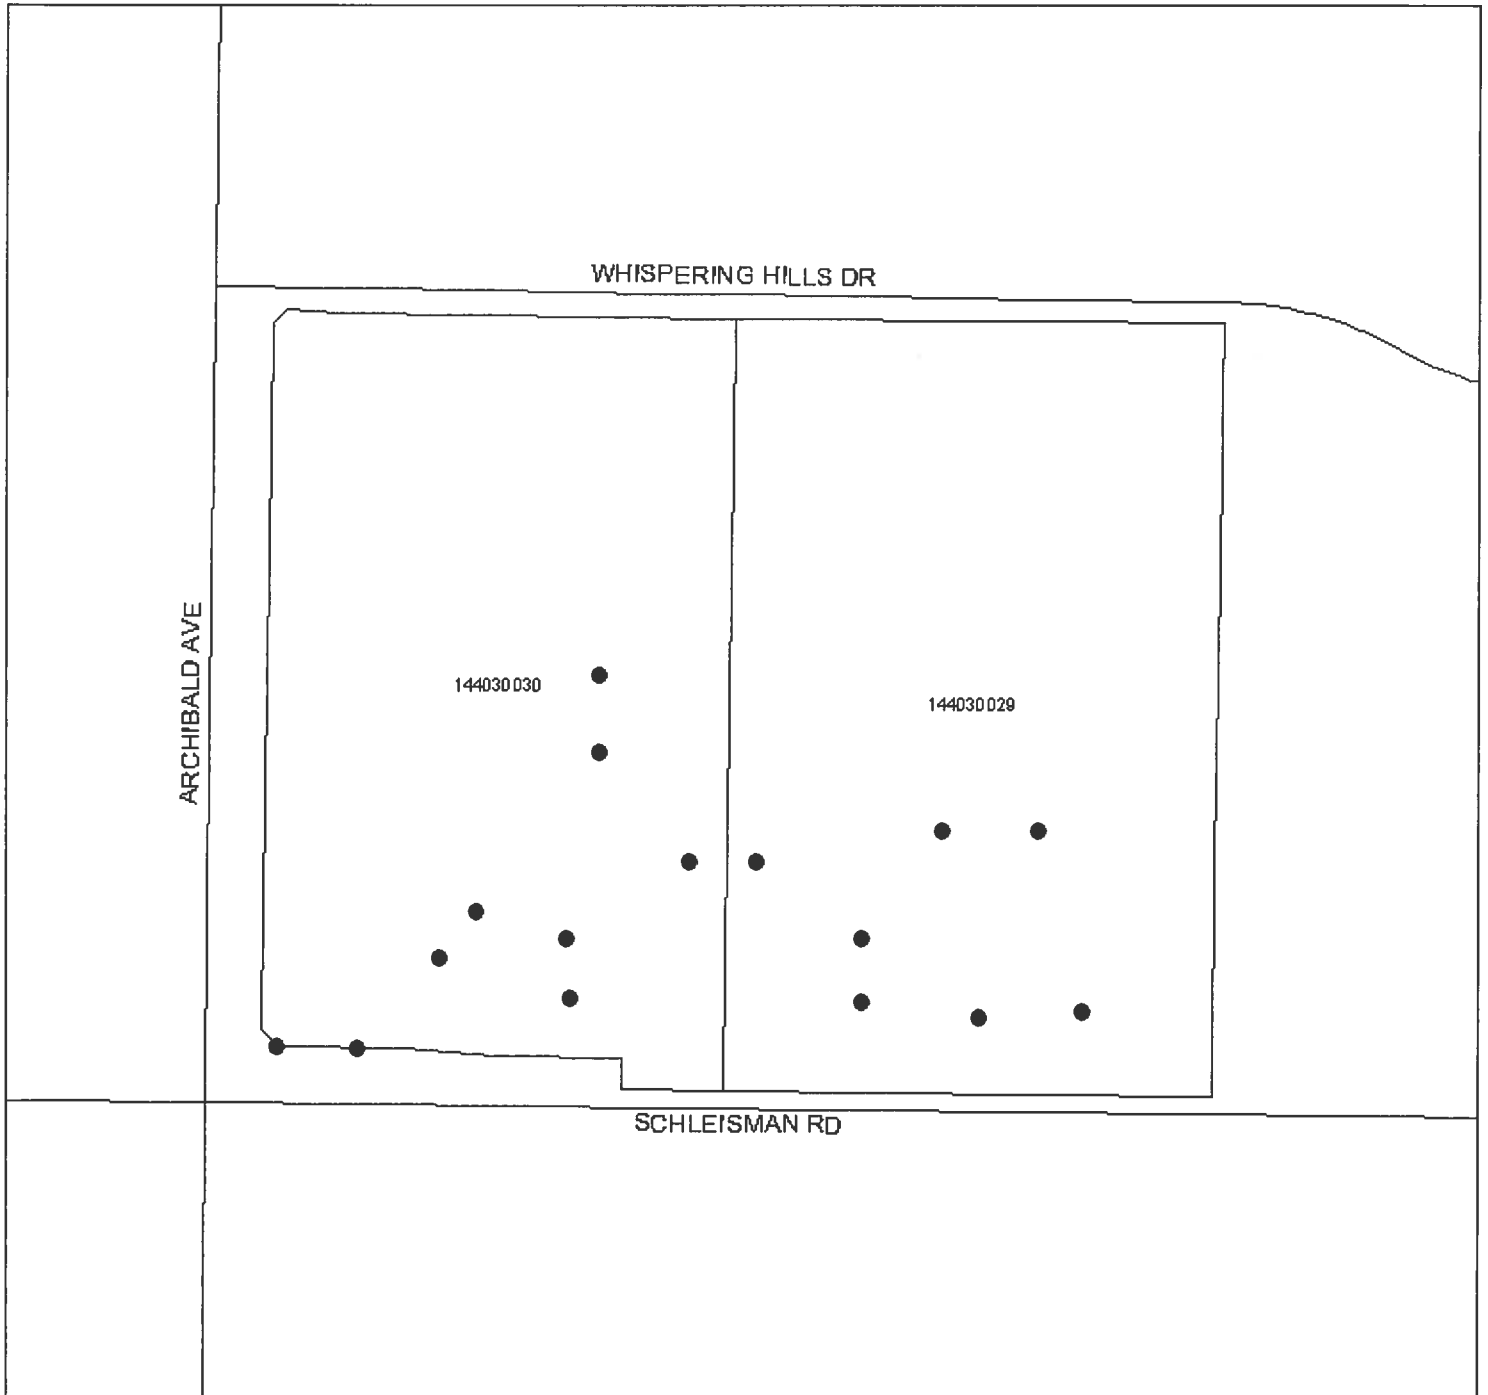 WHISPERING HILLS DR
ARCHIBALD AVE
144030030
144030029
SCHLEISMAN RD